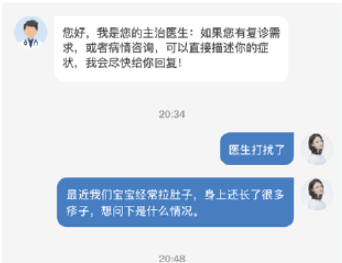 您好，我是您的主治医生：如果您有复诊需
求，或者病情咨询，可以直接描述你的症
状，我会尽快给你回复！
20:34
医生打扰了
最近我们宝宝经常拉肚子，身上还长了很多
疹子，想问下是什么情况。
20:48